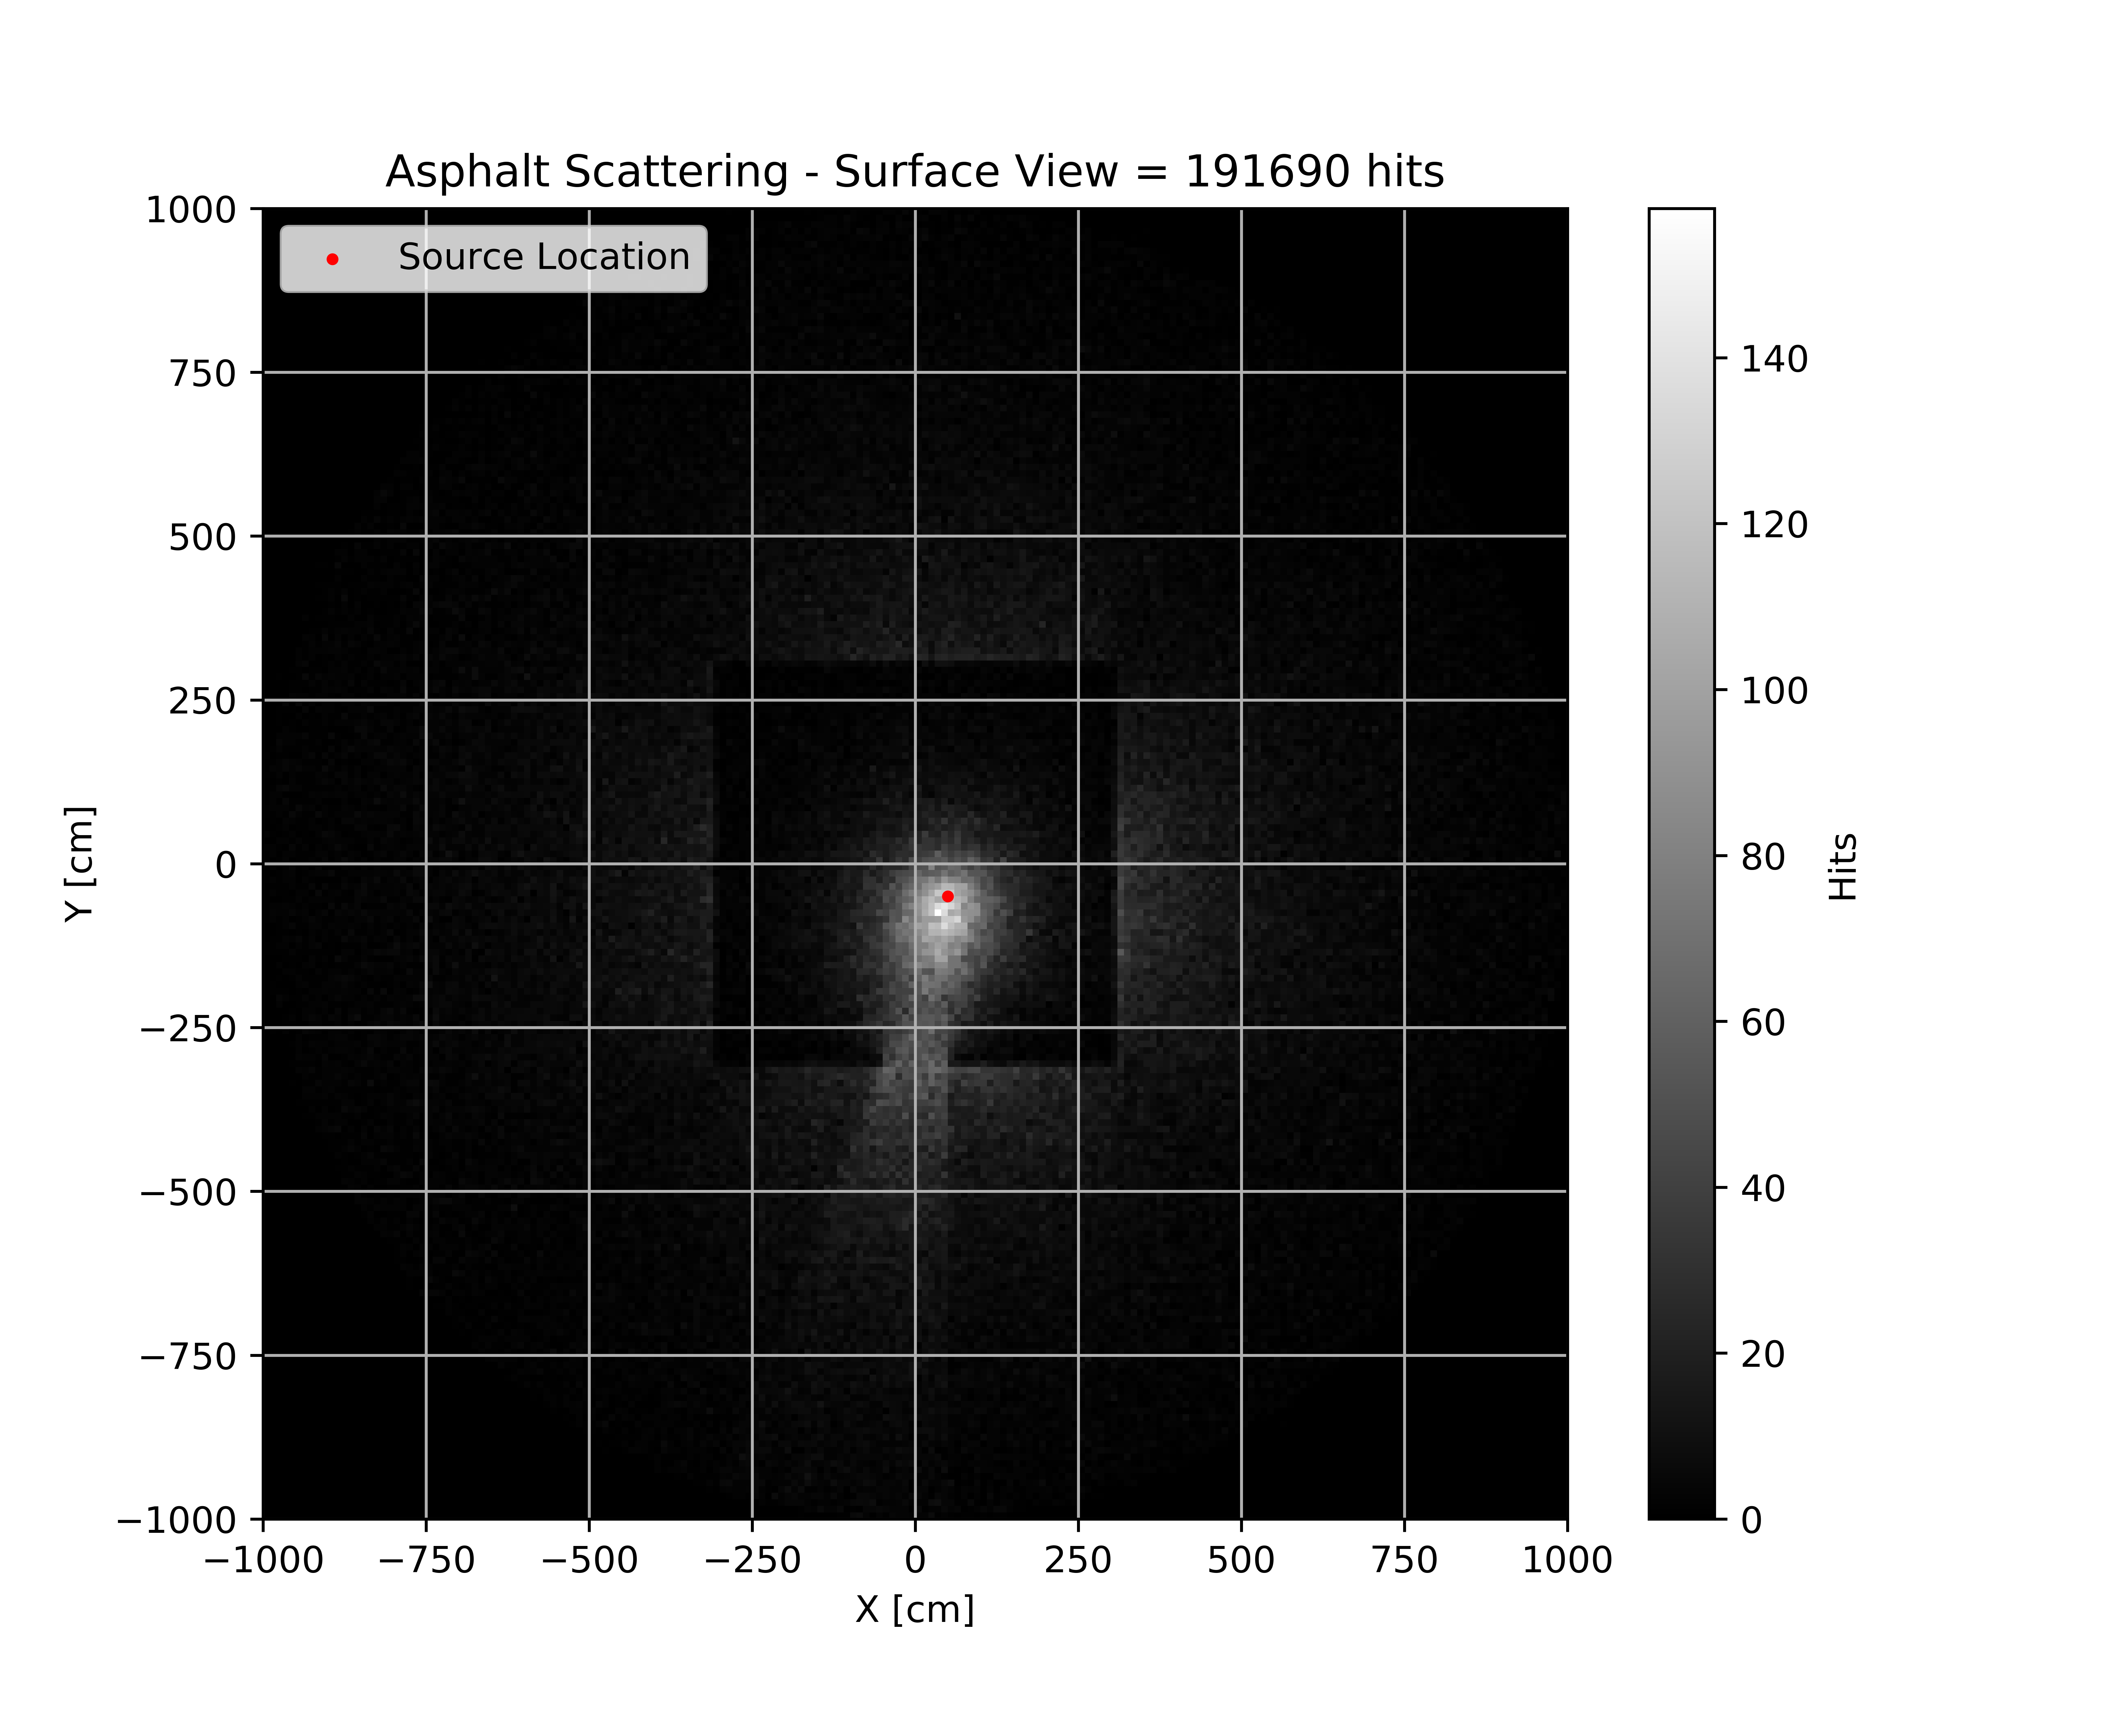 Asphalt Scattering - Surface View = 191690 hits
Source Location
1000
750
500
250
0
−250
−500
−750
−1000
Y [cm]
−1000 −750 −500 −250 0 250 500 750 1000
X [cm]
140
120
100
80
60
40
20
0
Hits